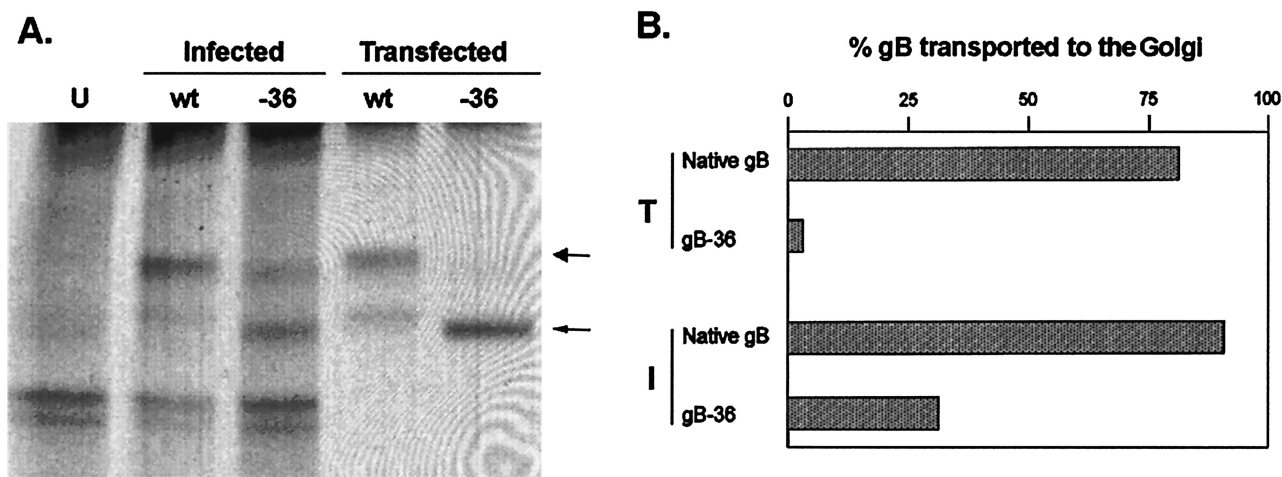 A.
Infected Transfected
U wt -36 wt -36
B.
% gB transported to the Golgi
0 25 50 75 100
T
Native gB
gB-36
I
Native gB
gB-36